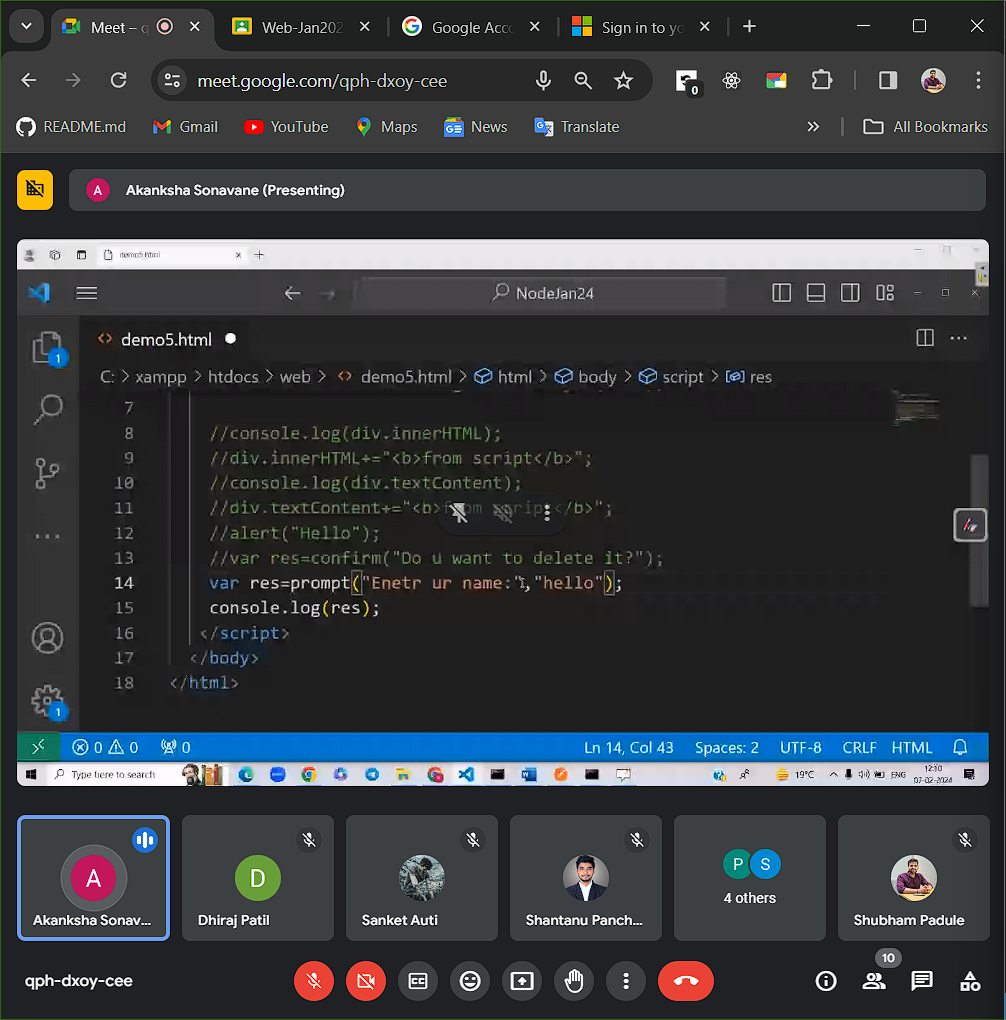 Meet – q
Web-Jan202
Google Acco
Sign in to yo
meet.google.com/qph-dxoy-cee
0
README.md
Gmail
YouTube
Maps
News
Translate
All Bookmarks
A
Akanksha Sonavane (Presenting)
demo5.html
NodeJan24
demo5.html
C: > xampp > htdocs > web > demo5.html > html > body > script > res
7
8 //console.log(div.innerHTML);
9 //div.innerHTML+="<b>from script</b>";
10 //console.log(div.textContent);
11 //div.textContent+="<b>from script</b>";
12 //alert("Hello");
13 //var res=confirm("Do u want to delete it?");
14 var res=prompt("Enetr ur name:","hello");
15 console.log(res);
16 </script>
17 </body>
18 </html>
1
1
0 0 0
Ln 14, Col 43 Spaces: 2 UTF-8 CRLF HTML
Type here to search
19°C
ENG
12:10
07-02-2024
A
Akanksha Sonav...
D
Dhiraj Patil
Sanket Auti
Shantanu Panch...
P S
4 others
Shubham Padule
qph-dxoy-cee
10